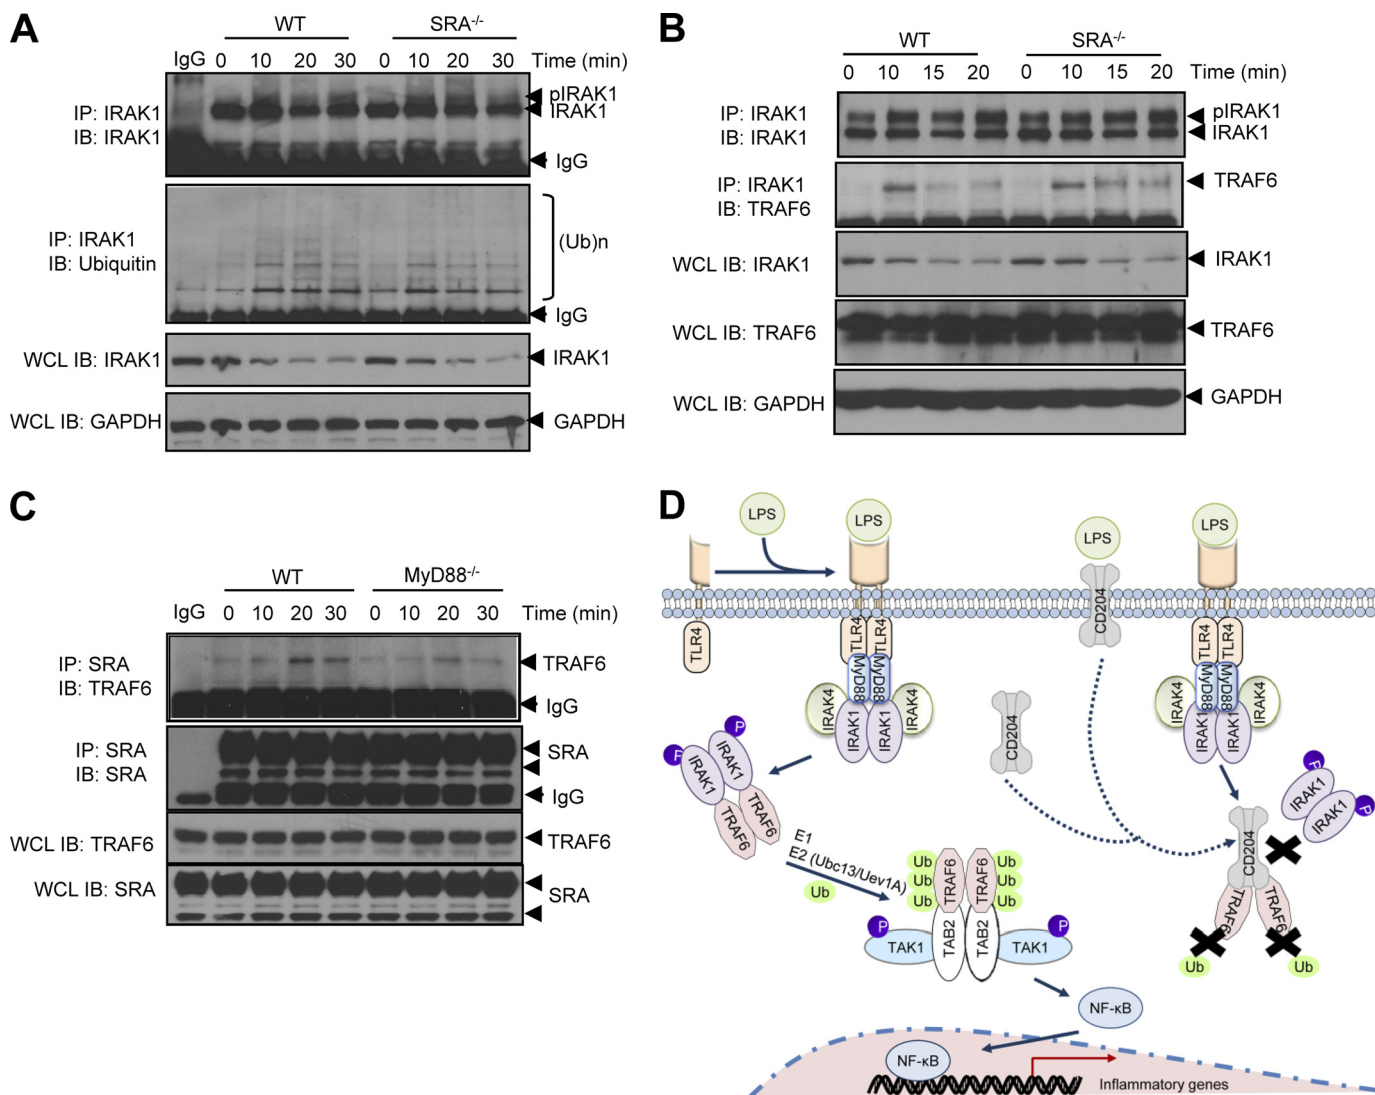 A
WT SRA-/-
IgG 0 10 20 30 0 10 20 30 Time (min)
pIRAK1
IP: IRAK1 IRAK1
IB: IRAK1
IgG
IP: IRAK1 (Ub)n
IB: Ubiquitin
IgG
WCL IB: IRAK1 IRAK1
WCL IB: GAPDH GAPDH
B
WT SRA-/-
0 10 15 20 0 10 15 20 Time (min)
IP: IRAK1 pIRAK1
IB: IRAK1 IRAK1
IP: IRAK1 TRAF6
IB: TRAF6
WCL IB: IRAK1 IRAK1
WCL IB: TRAF6 TRAF6
WCL IB: GAPDH GAPDH
C
WT MyD88-/-
IgG 0 10 20 30 0 10 20 30 Time (min)
IP: SRA TRAF6
IB: TRAF6
IgG
IP: SRA SRA
IB: SRA
IgG
WCL IB: TRAF6 TRAF6
WCL IB: SRA SRA
D
LPS
LPS
LPS
LPS
TLR4
TLR4
TLR4
CD204
TLR4
TLR4
MyD88
MyD88
MyD88
MyD88
IRAK4
IRAK4
IRAK1
IRAK1
IRAK4
IRAK4
IRAK1
IRAK1
CD204
P
P
IRAK1
IRAK1
TRAF6
TRAF6
P
P
IRAK1
IRAK1
CD204
TRAF6
TRAF6
Ub
Ub
E1
E2 (Ubc13/Uev1A)
Ub
Ub
Ub
Ub
TRAF6
TRAF6
Ub
Ub
Ub
P
TAK1
TAB2
TAB2
TAK1
P
NF-κB
NF-κB
Inflammatory genes